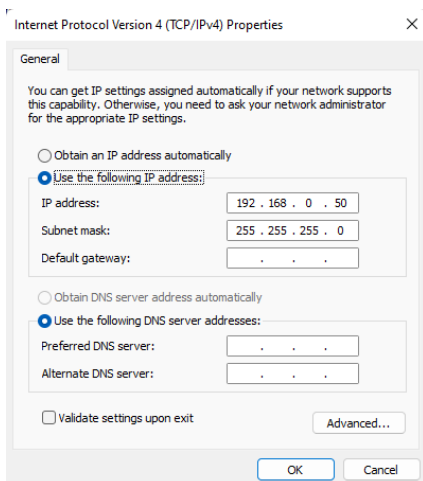 Internet Protocol Version 4 (TCP/IPv4) Properties
General
You can get IP settings assigned automatically if your network supports
this capability. Otherwise, you need to ask your network administrator
for the appropriate IP settings.
Obtain an IP address automatically
Use the following IP address:
IP address: 192 . 168 . 0 . 50
Subnet mask: 255 . 255 . 255 . 0
Default gateway: . . .
Obtain DNS server address automatically
Use the following DNS server addresses:
Preferred DNS server: . . .
Alternate DNS server: . . .
Validate settings upon exit
Advanced...
OK Cancel